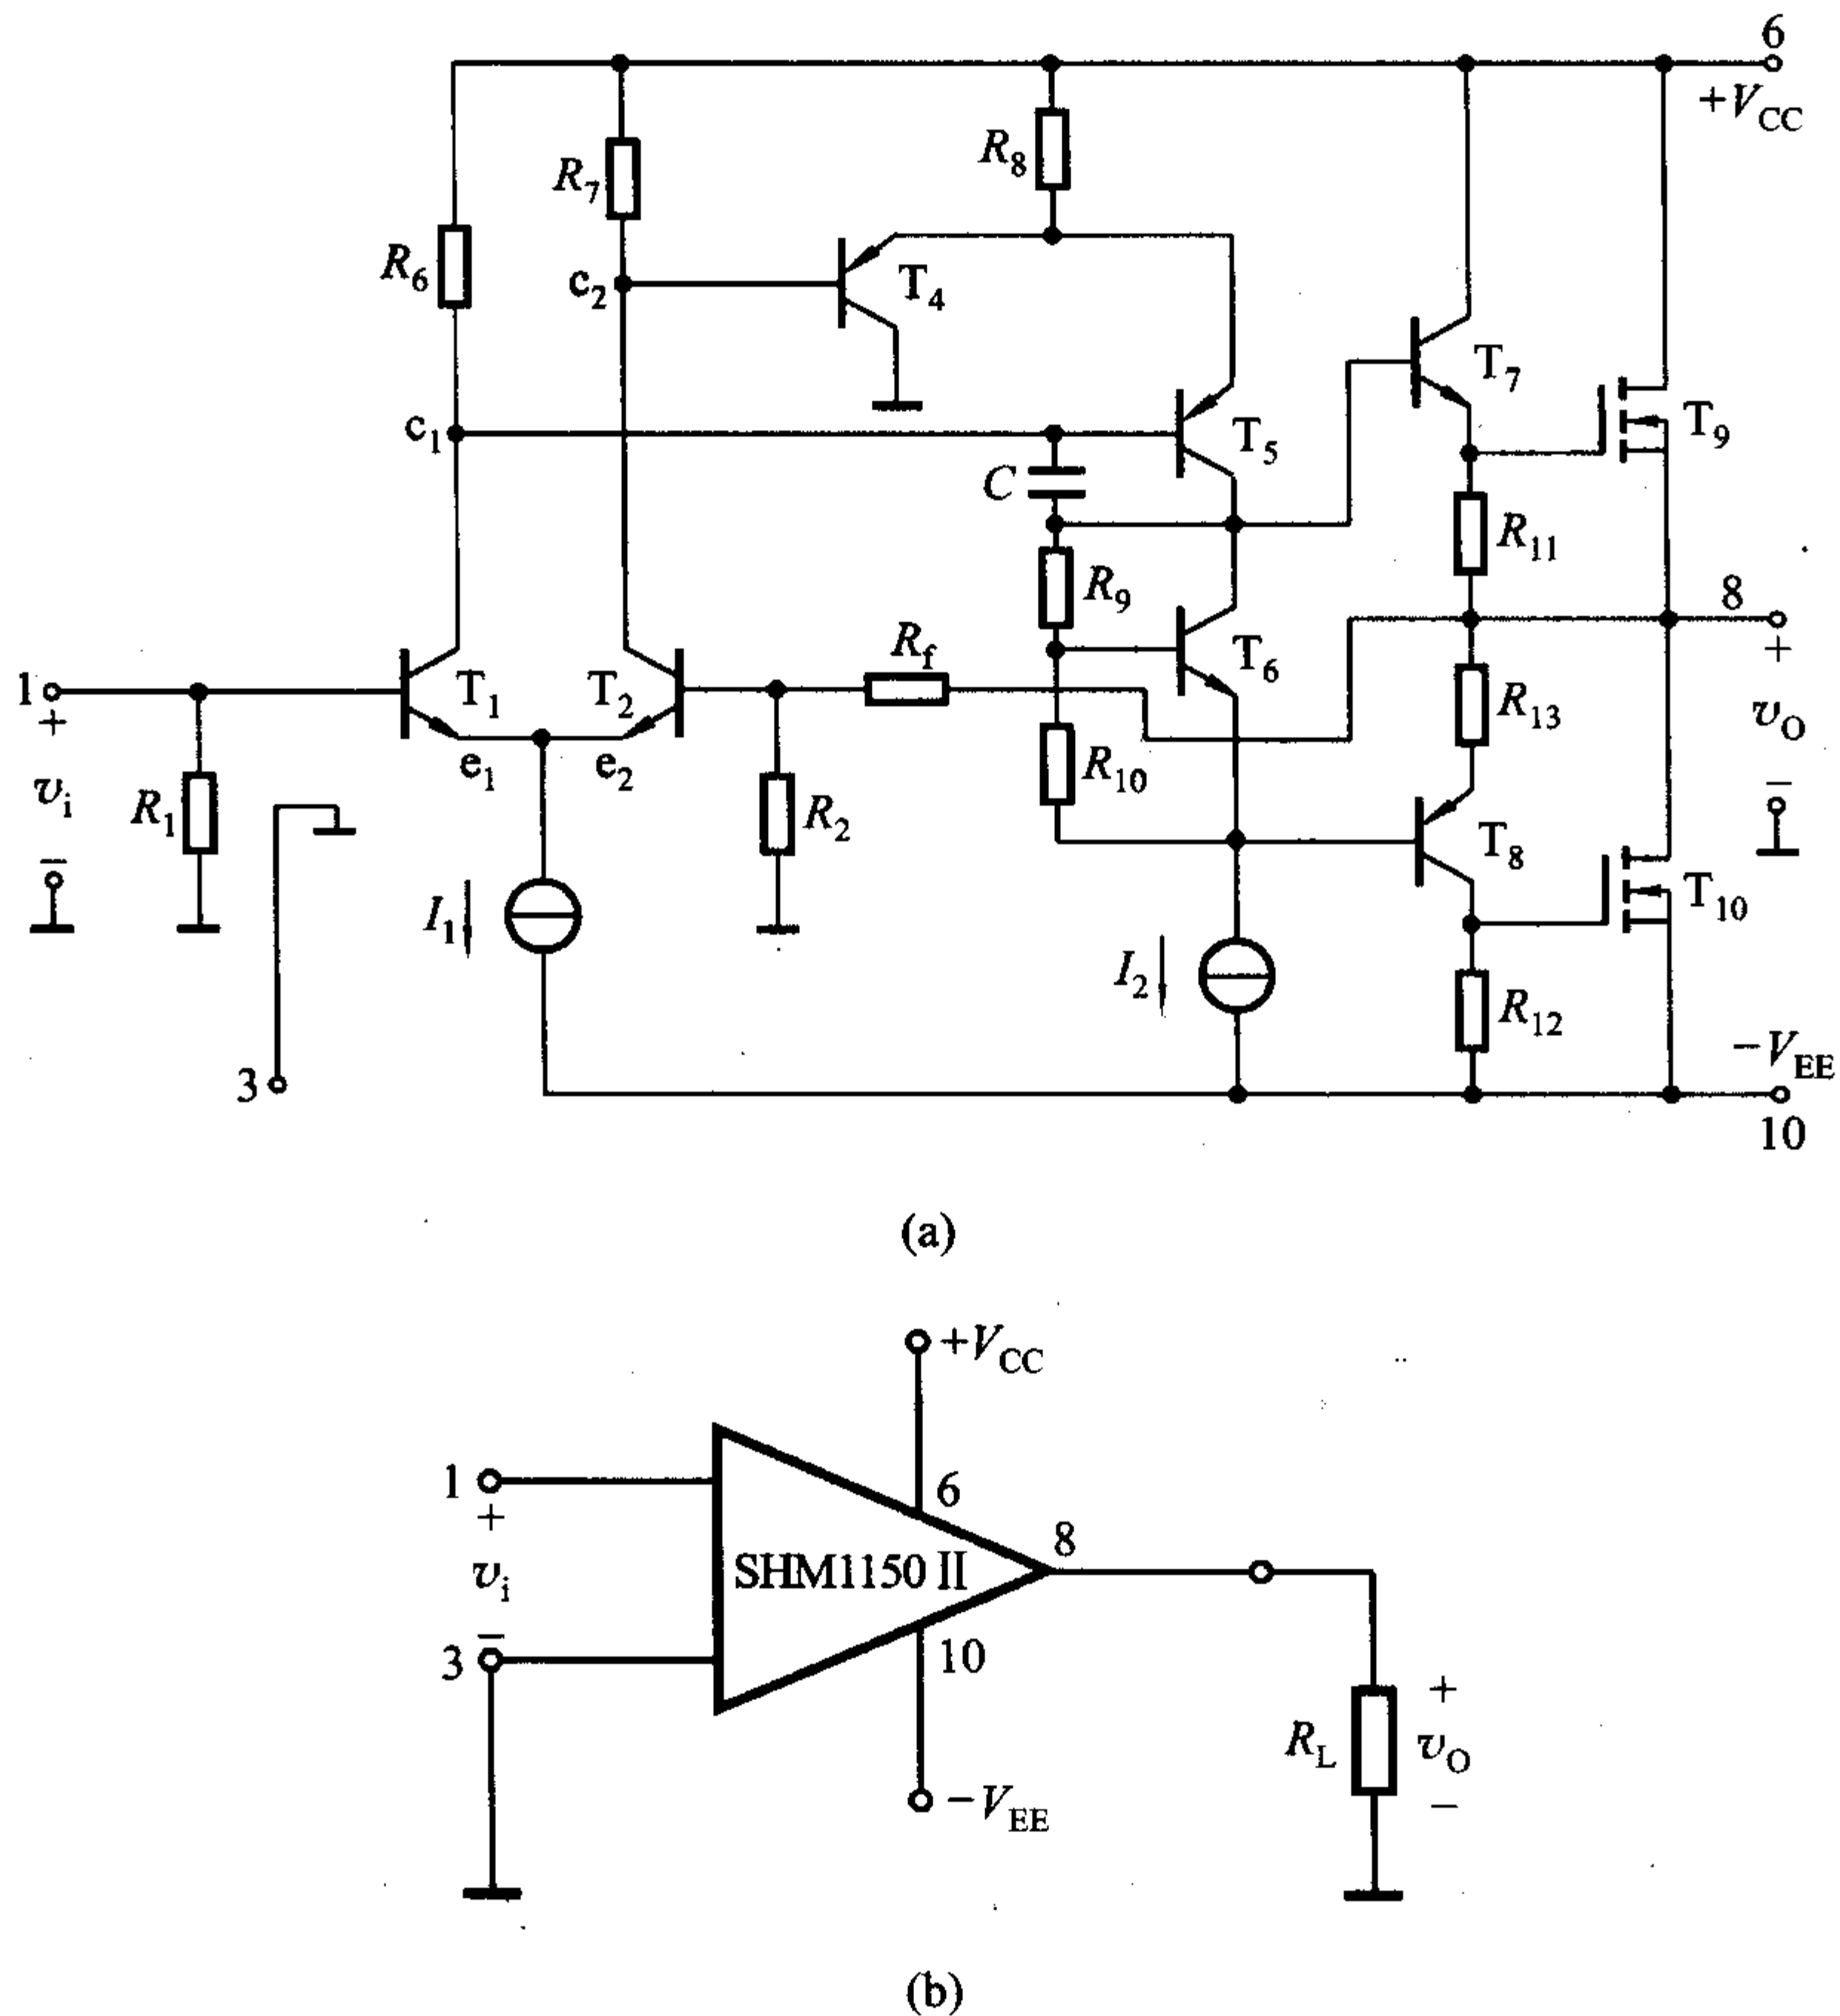 6
+V_CC
R_8
R_7
R_6
c_2
T_4
T_7
T_9
c_1
T_5
C
R_11
8
R_9
+
R_f
T_6
1
T_1
T_2
+
R_13
v_O
e_1
e_2
R_10
v_i
R_1
R_2
−
T_8
T_10
−
I_1
I_2
R_12
−V_EE
3
10
(a)
+V_CC
1
6
+
8
v_i
SHM1150 II
−
3
10
+
R_L
v_O
−V_EE
−
(b)